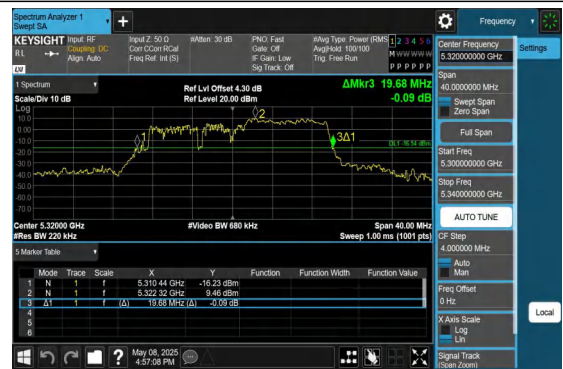 Spectrum Analyzer 1
Swept SA
+
Frequency
KEYSIGHT
RL
Input: RF
Coupling: DC
Align: Auto
Input Z: 50 Ω
Corr CCorr RCal
Freq Ref: Int (S)
#Atten: 30 dB
PNO: Fast
Gate: Off
IF Gain: Low
Sig Track: Off
#Avg Type: Power (RMS
Avg|Hold: 100/100
Trig: Free Run
1 2 3 4 5 6
M W W W W W
P P P P P P
LXI
1 Spectrum
Scale/Div 10 dB
Ref Lvl Offset 4.30 dB
Ref Level 20.00 dBm
ΔMkr3 19.68 MHz
-0.09 dB
Log
10.0
0.00
-10.0
-20.0
-30.0
-40.0
-50.0
-60.0
-70.0
1
2
3Δ1
DL1 -16.54 dBm
Center 5.32000 GHz
#Res BW 220 kHz
#Video BW 680 kHz
Span 40.00 MHz
Sweep 1.00 ms (1001 pts)
5 Marker Table
Mode Trace Scale X Y Function Function Width Function Value
1 N 1 f 5.310 44 GHz -16.23 dBm
2 N 1 f 5.322 32 GHz 9.46 dBm
3 Δ1 1 f (Δ) 19.68 MHz (Δ) -0.09 dB
4
5
6
Center Frequency
5.320000000 GHz
Settings
Span
40.0000000 MHz
Swept Span
Zero Span
Full Span
Start Freq
5.300000000 GHz
Stop Freq
5.340000000 GHz
AUTO TUNE
CF Step
4.000000 MHz
Auto
Man
Freq Offset
0 Hz
X Axis Scale
Log
Lin
Local
Signal Track
(Span Zoom)
?
May 08, 2025
4:57:08 PM